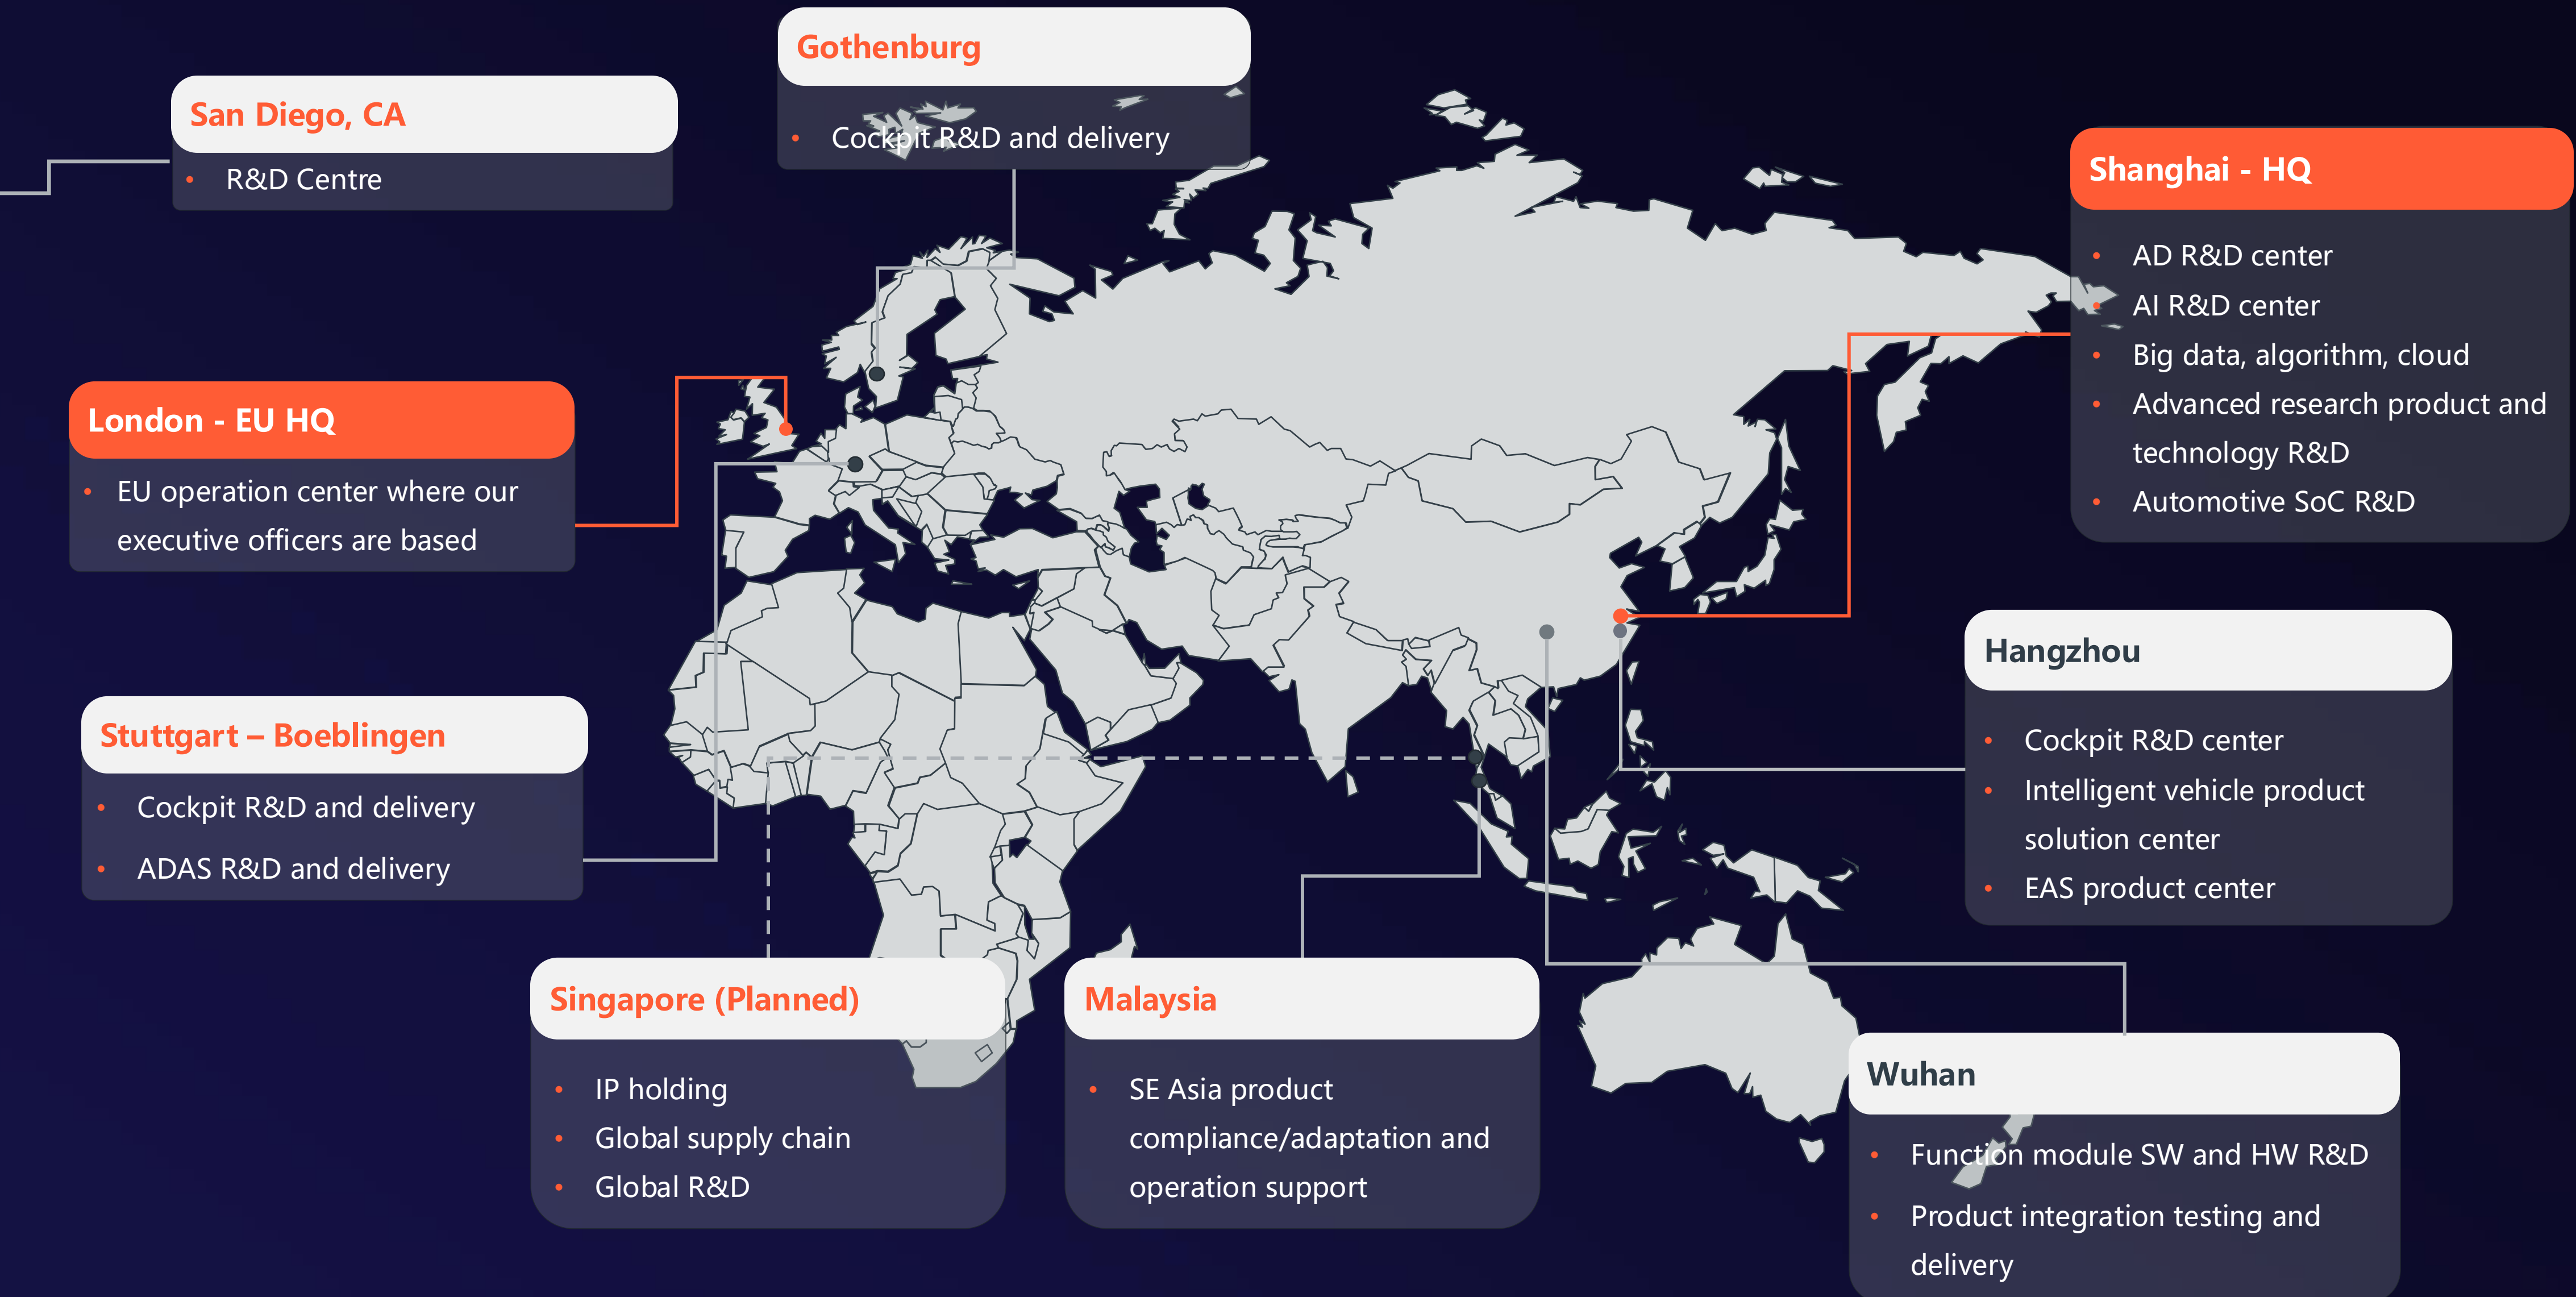 Gothenburg
• Cockpit R&D and delivery
San Diego, CA
• R&D Centre
Shanghai - HQ
• AD R&D center
• AI R&D center
• Big data, algorithm, cloud
• Advanced research product and
technology R&D
• Automotive SoC R&D
London - EU HQ
• EU operation center where our
executive officers are based
Hangzhou
• Cockpit R&D center
• Intelligent vehicle product
solution center
• EAS product center
Stuttgart – Boeblingen
• Cockpit R&D and delivery
• ADAS R&D and delivery
Singapore (Planned)
• IP holding
• Global supply chain
• Global R&D
Malaysia
• SE Asia product
compliance/adaptation and
operation support
Wuhan
• Function module SW and HW R&D
• Product integration testing and
delivery